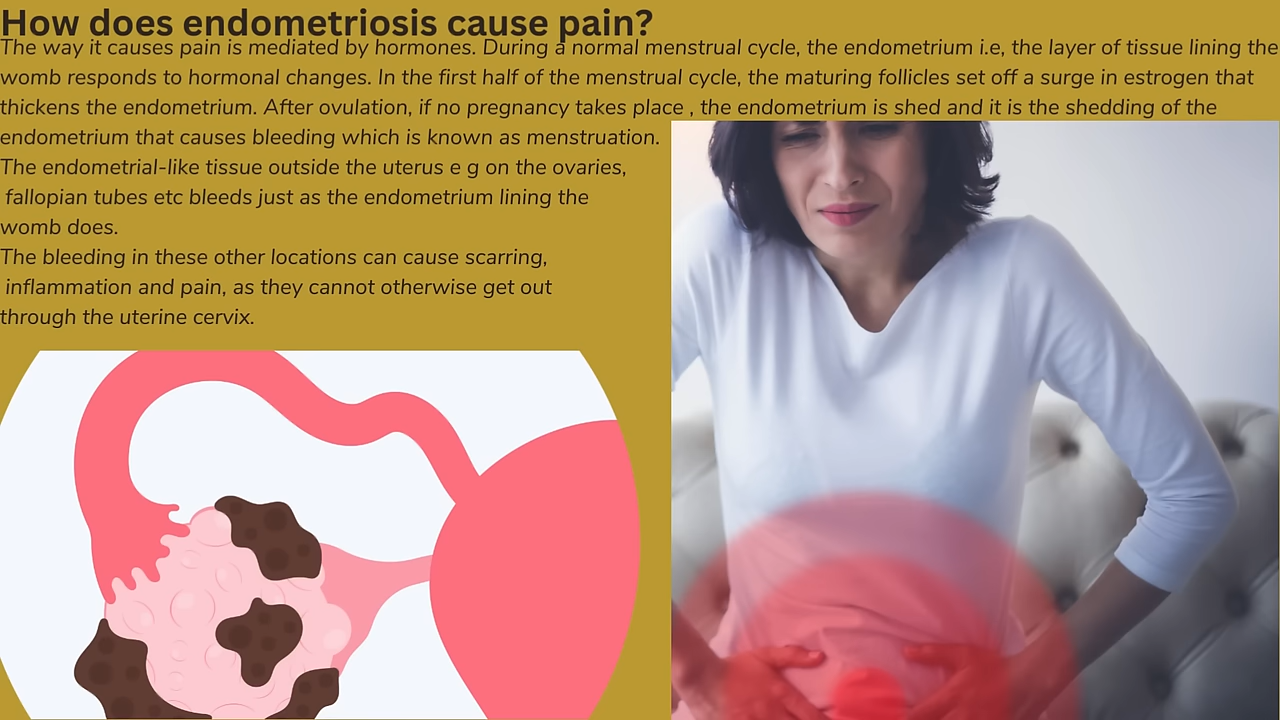 How does endometriosis cause pain?
The way it causes pain is mediated by hormones. During a normal menstrual cycle, the endometrium i.e, the layer of tissue lining the
womb responds to hormonal changes. In the first half of the menstrual cycle, the maturing follicles set off a surge in estrogen that
thickens the endometrium. After ovulation, if no pregnancy takes place , the endometrium is shed and it is the shedding of the
endometrium that causes bleeding which is known as menstruation.
The endometrial-like tissue outside the uterus e g on the ovaries,
fallopian tubes etc bleeds just as the endometrium lining the
womb does.
The bleeding in these other locations can cause scarring,
inflammation and pain, as they cannot otherwise get out
through the uterine cervix.